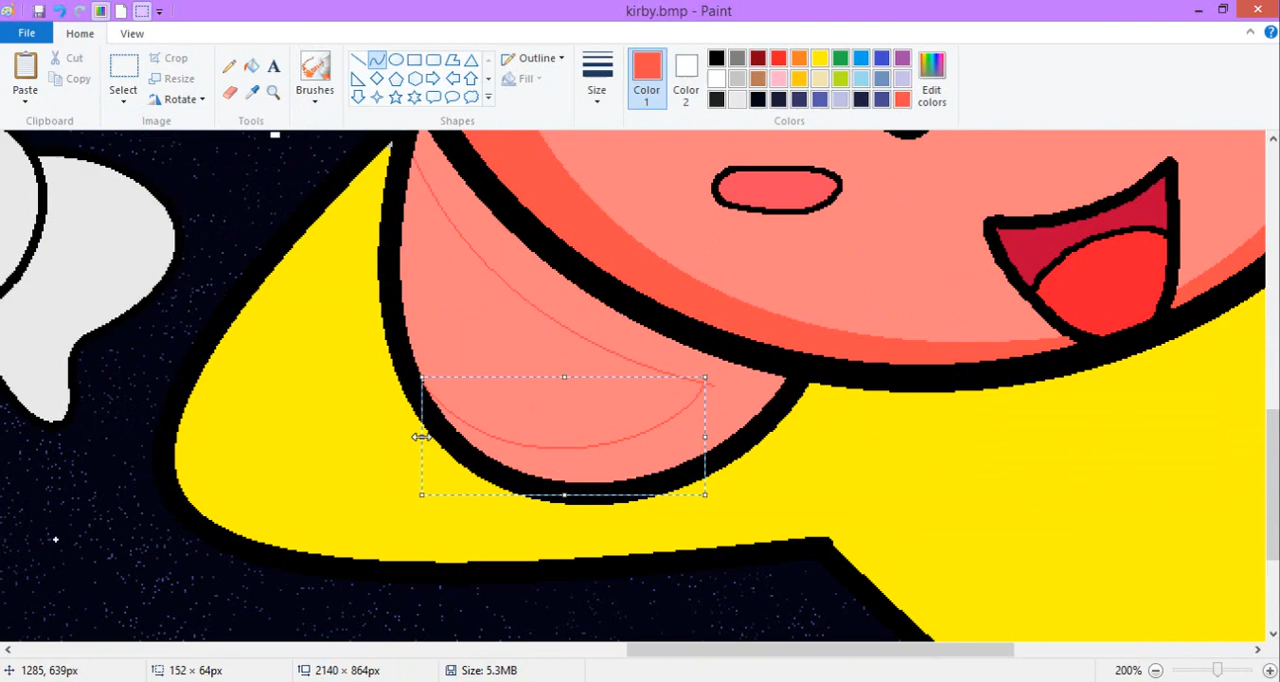 kirby.bmp - Paint
File
Home
View
Paste
Cut
Copy
Clipboard
Select
Crop
Resize
Rotate
Image
A
Tools
Brushes
Outline
Fill
Shapes
Size
Color 1
Color 2
Edit colors
Colors
1285, 639px
152 × 64px
2140 × 864px
Size: 5.3MB
200%